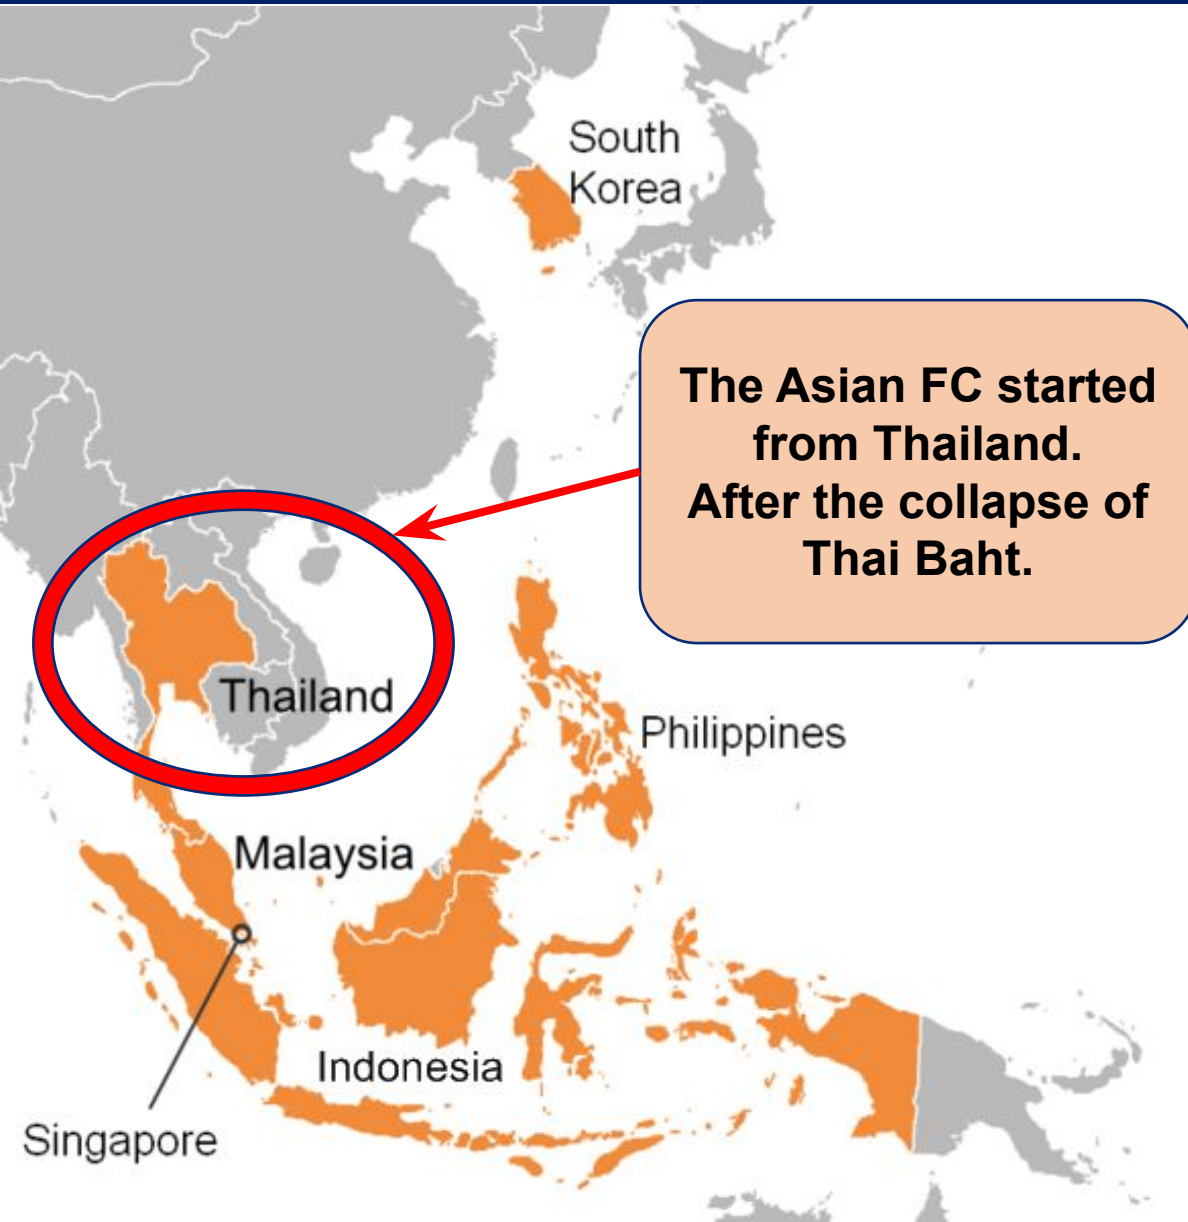 South
Korea
The Asian FC started
from Thailand.
After the collapse of
Thai Baht.
Thailand
Philippines
Malaysia
Indonesia
Singapore